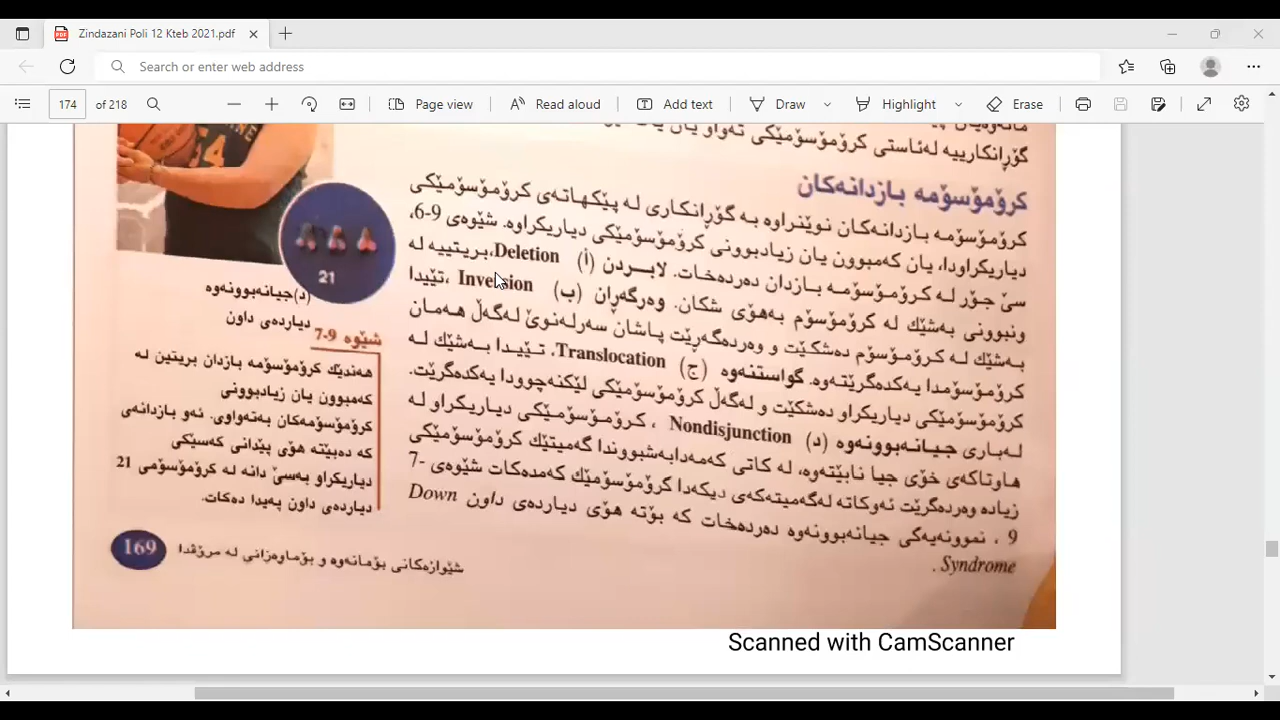 Zindazani Poli 12 Kteb 2021.pdf
Search or enter web address
174 of 218
Page view
Read aloud
Add text
Draw
Highlight
Erase
گۆڕانکارییە لەئاستی کرۆمۆسۆمێکی تەواو یان
کرۆمۆسۆمە بازدانەکان
کرۆمۆسۆمە بازدانەکان نوێنراوە بە گۆڕانکاری لە پێکهاتەی کرۆمۆسۆمێکی
دیاریکراودا، یان کەمبوون یان زیادبوونی کرۆمۆسۆمێکی دیاریکراوە. شێوەی 9-6،
سێ جۆر لە کرۆمۆسۆمە بازدان دەردەخات. لابردن (أ) Deletion،بریتییە لە
ونبوونی بەشێك لە کرۆمۆسۆم بەهۆی شکان. وەرگەڕان (ب) Inversion ،تێیدا
بەشێك لە کرۆمۆسۆم دەشکێت و وەردەگەڕێت پاشان سەرلەنوێ لەگەڵ هەمان
کرۆمۆسۆمدا یەکدەگرێتەوە. گواستنەوە (ج) Translocation، تێیدا بەشێك لە
کرۆمۆسۆمێکی دیاریکراو دەشکێت و لەگەڵ کرۆمۆسۆمێکی لێکنەچوودا یەکدەگرێت.
لەباری جیانەبوونەوە (د) Nondisjunction ، کرۆمۆسۆمێکی دیاریکراو لە
هاوتاکەی خۆی جیا نابێتەوە، لە کاتی کەمەدابەشبووندا گەمیتێك کرۆمۆسۆمێکی
زیادە وەردەگرێت ئەوکاتە لەگەمیتەکەی دیکەدا کرۆمۆسۆمێك کەمدەکات شێوەی 7-
9 ، نموونەیەکی جیانەبوونەوە دەردەخات کە بۆتە هۆی دیاردەی داون Down
Syndrome .
21
(د)جیانەبوونەوە
دیاردەی داون
شێوە 9-7
هەندێك کرۆمۆسۆمە بازدان بریتین لە
کەمبوون یان زیادبوونی
کرۆمۆسۆمەکان بەتەواوی. ئەو بازدانەی
کە دەبێتە هۆی پێدانی کەسێکی
دیاریکراو بەسێ دانە لە کرۆمۆسۆمی 21
دیاردەی داون پەیدا دەکات.
شێوازەکانی بۆمانەوە و بۆماوەزانی لە مرۆڤدا
169
Scanned with CamScanner